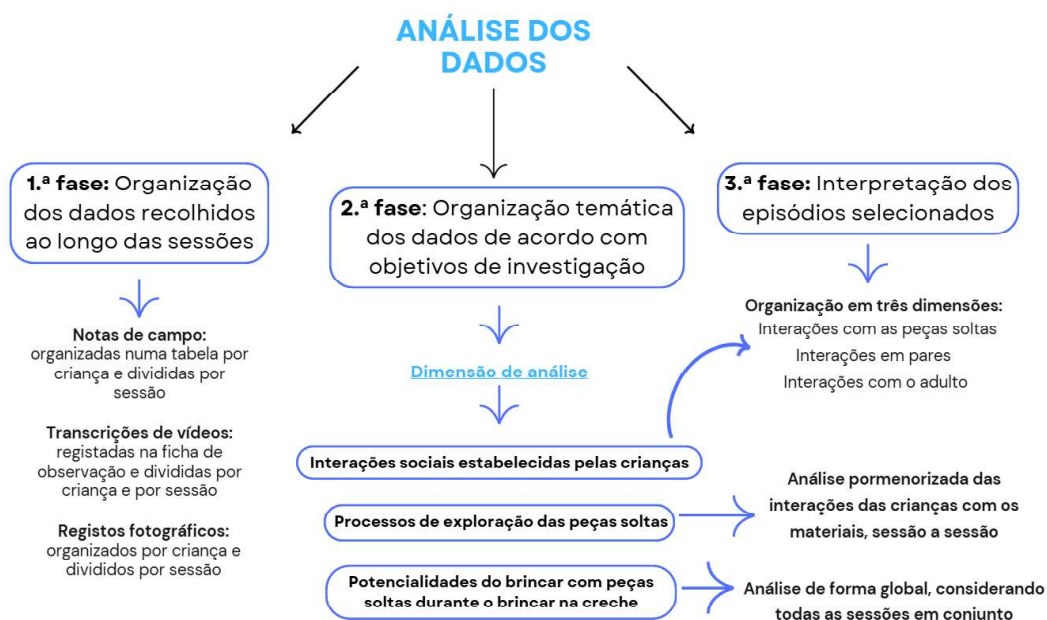 ANÁLISE DOS
DADOS
1.ª fase: Organização
dos dados recolhidos
ao longo das sessões
Notas de campo:
organizadas numa tabela por
criança e divididas por
sessão
Transcrições de vídeos:
registadas na ficha de
observação e divididas por
criança e por sessão
Registos fotográficos:
organizados por criança e
divididos por sessão
2.ª fase: Organização temática
dos dados de acordo com
objetivos de investigação
Dimensão de análise
Interações sociais estabelecidas pelas crianças
Processos de exploração das peças soltas
Potencialidades do brincar com peças
soltas durante o brincar na creche
3.ª fase: Interpretação dos
episódios selecionados
Organização em três dimensões:
Interações com as peças soltas
Interações em pares
Interações com o adulto
Análise pormenorizada das
interações das crianças com os
materiais, sessão a sessão
Análise de forma global, considerando
todas as sessões em conjunto